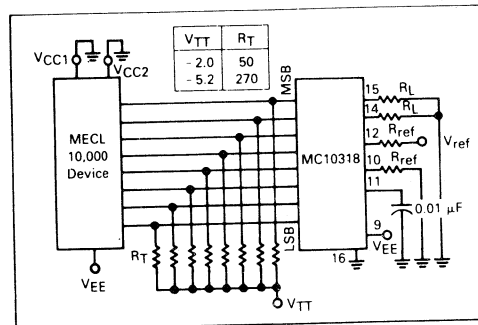 VCC1
VCC2
MECL
10,000
Device
VEE
VTT RT
- 2.0 50
- 5.2 270
MSB
LSB
RT
VTT
MC10318
15 RL
14 RL
12 Rref
Vref
10 Rref
11
0.01 µF
9
VEE
16